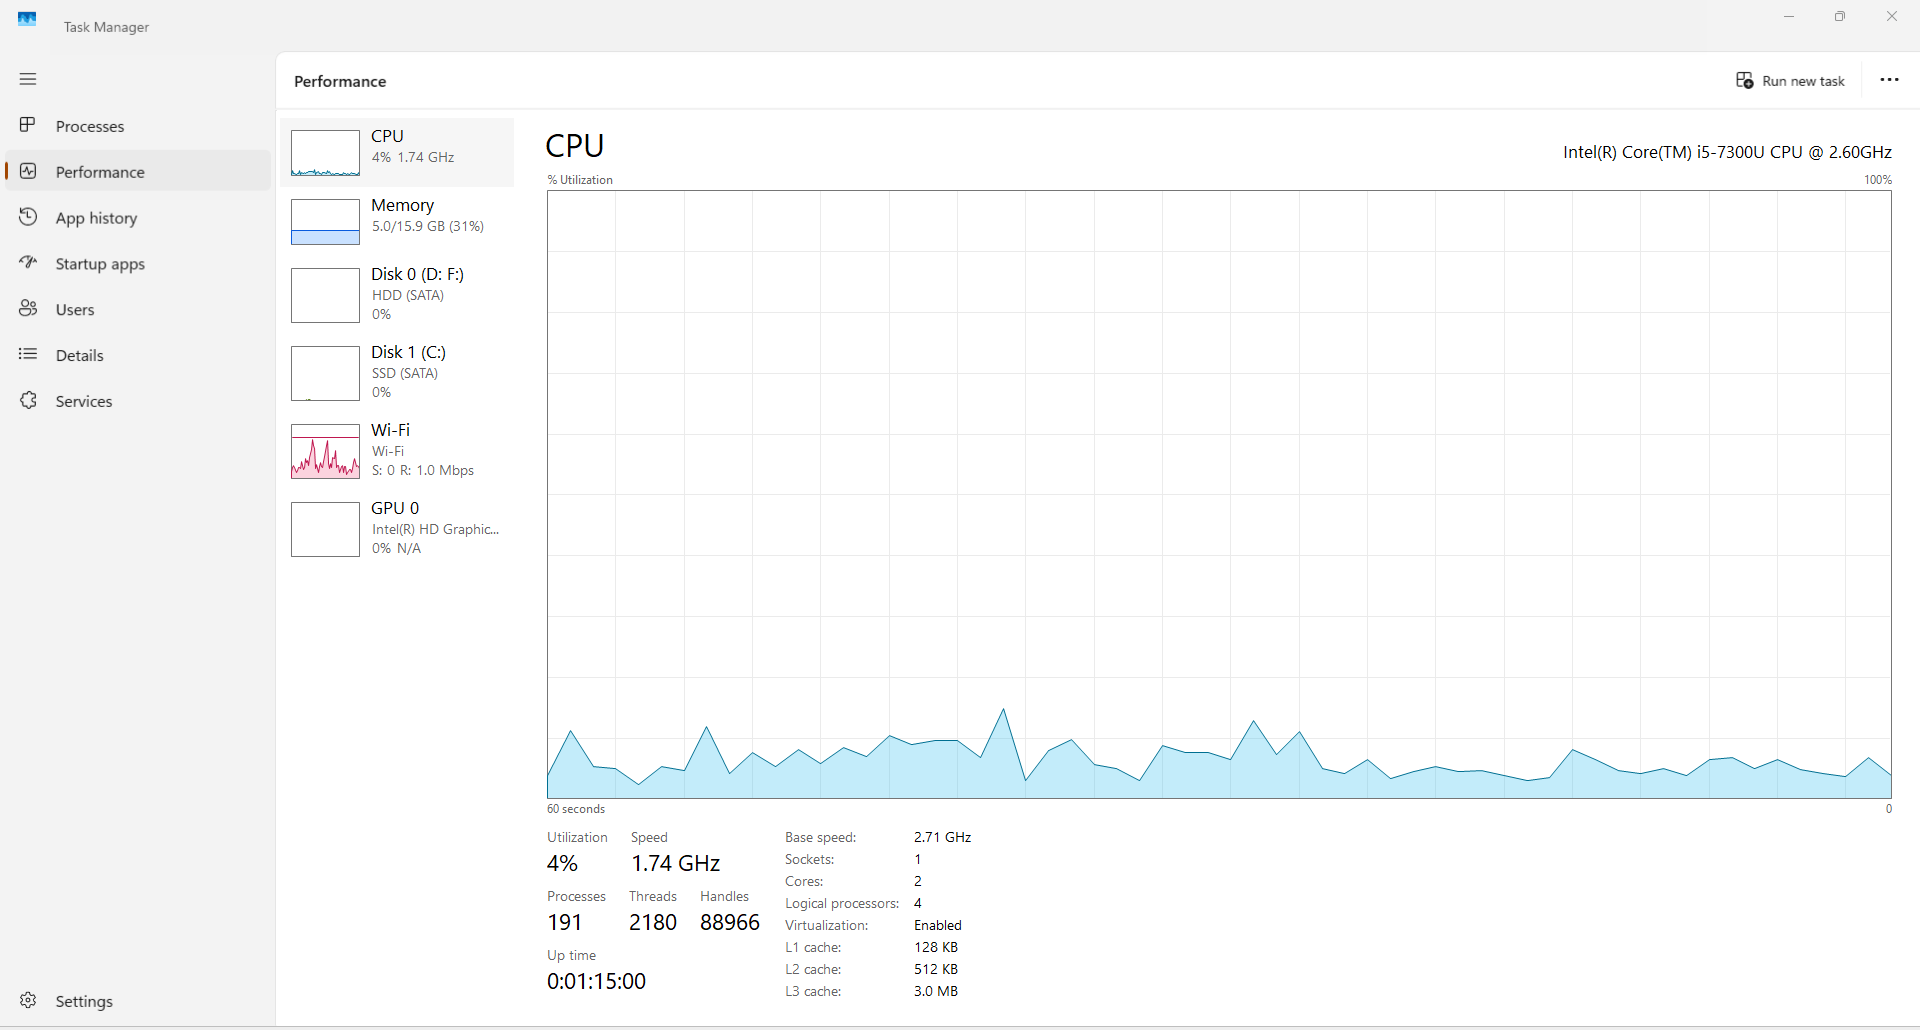 Task Manager
Performance
Run new task
Processes
Performance
App history
Startup apps
Users
Details
Services
Settings
CPU
4% 1.74 GHz
Memory
5.0/15.9 GB (31%)
Disk 0 (D: F:)
HDD (SATA)
0%
Disk 1 (C:)
SSD (SATA)
0%
Wi-Fi
Wi-Fi
S: 0 R: 1.0 Mbps
GPU 0
Intel(R) HD Graphic...
0% N/A
CPU
Intel(R) Core(TM) i5-7300U CPU @ 2.60GHz
% Utilization 100%
60 seconds 0
Utilization Speed
4% 1.74 GHz
Processes Threads Handles
191 2180 88966
Up time
0:01:15:00
Base speed: 2.71 GHz
Sockets: 1
Cores: 2
Logical processors: 4
Virtualization: Enabled
L1 cache: 128 KB
L2 cache: 512 KB
L3 cache: 3.0 MB